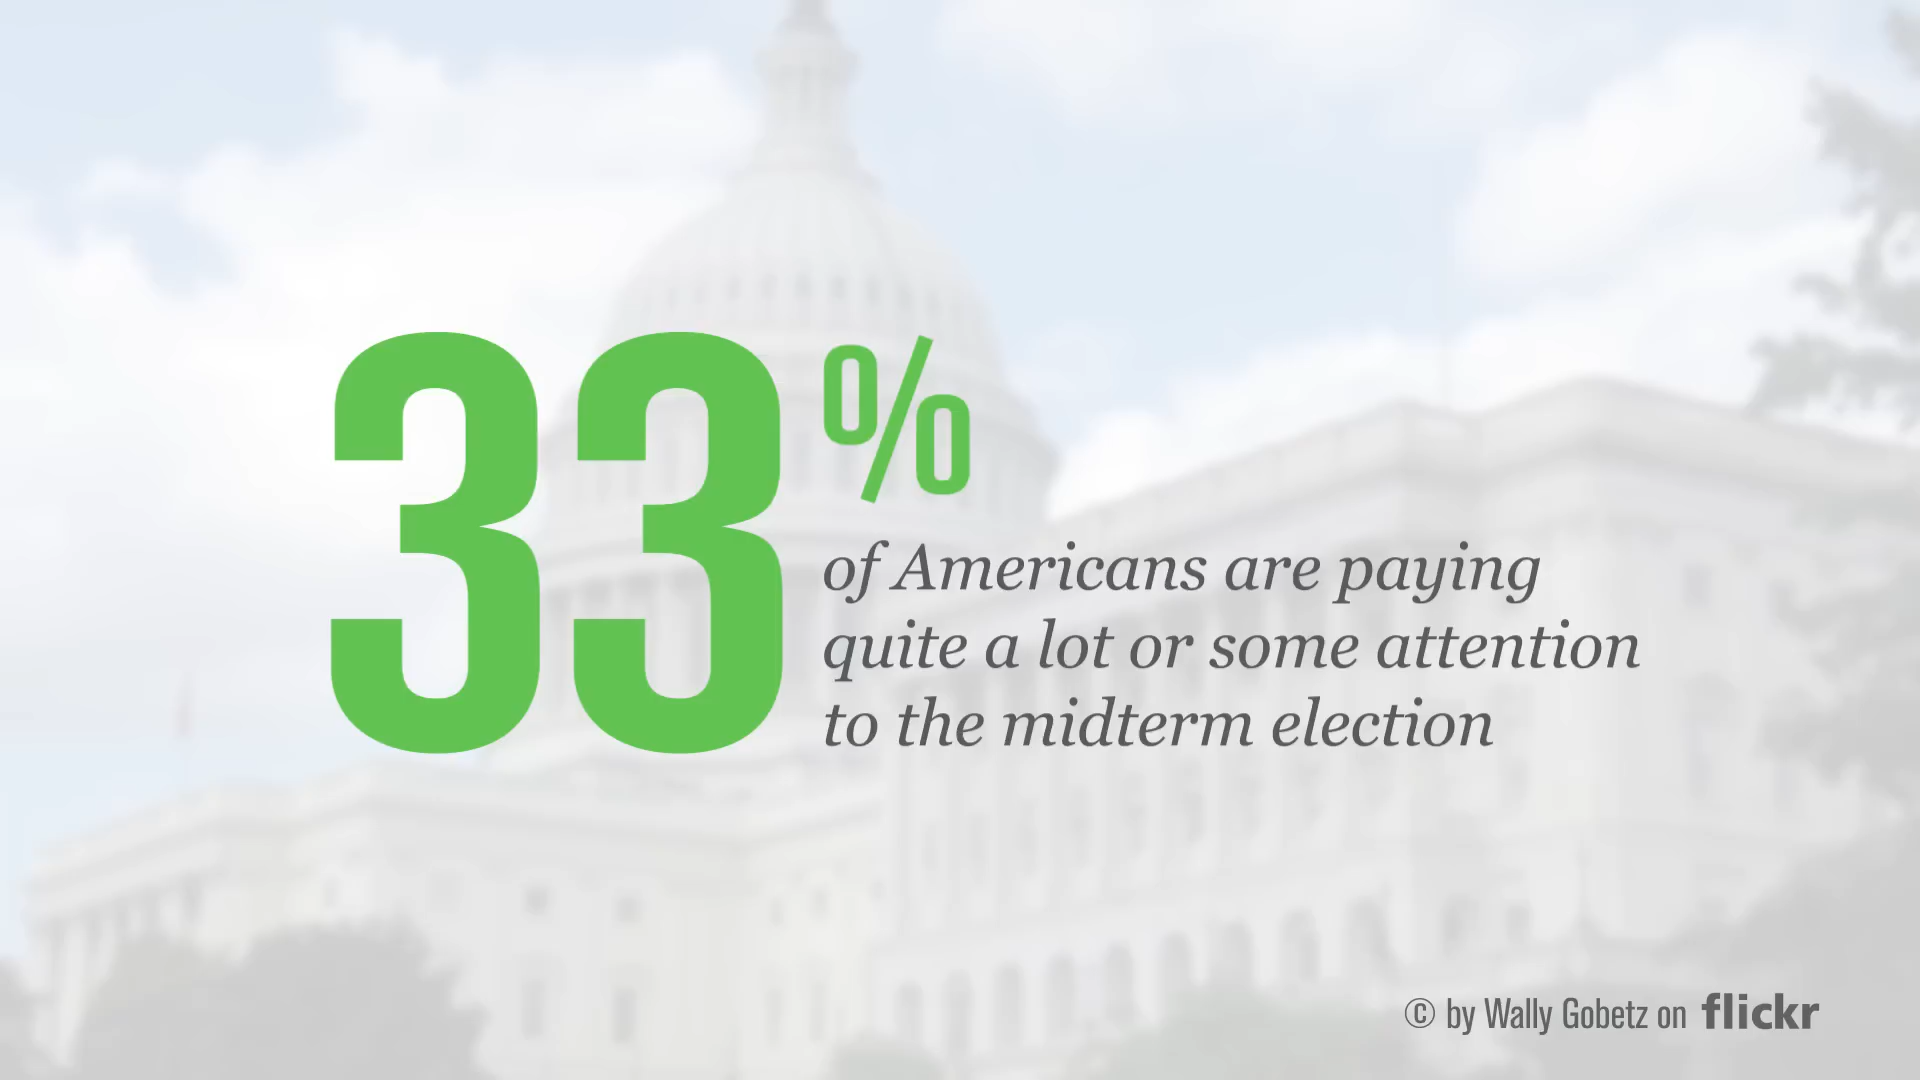 33%
of Americans are paying
quite a lot or some attention
to the midterm election
© by Wally Gobetz on flickr